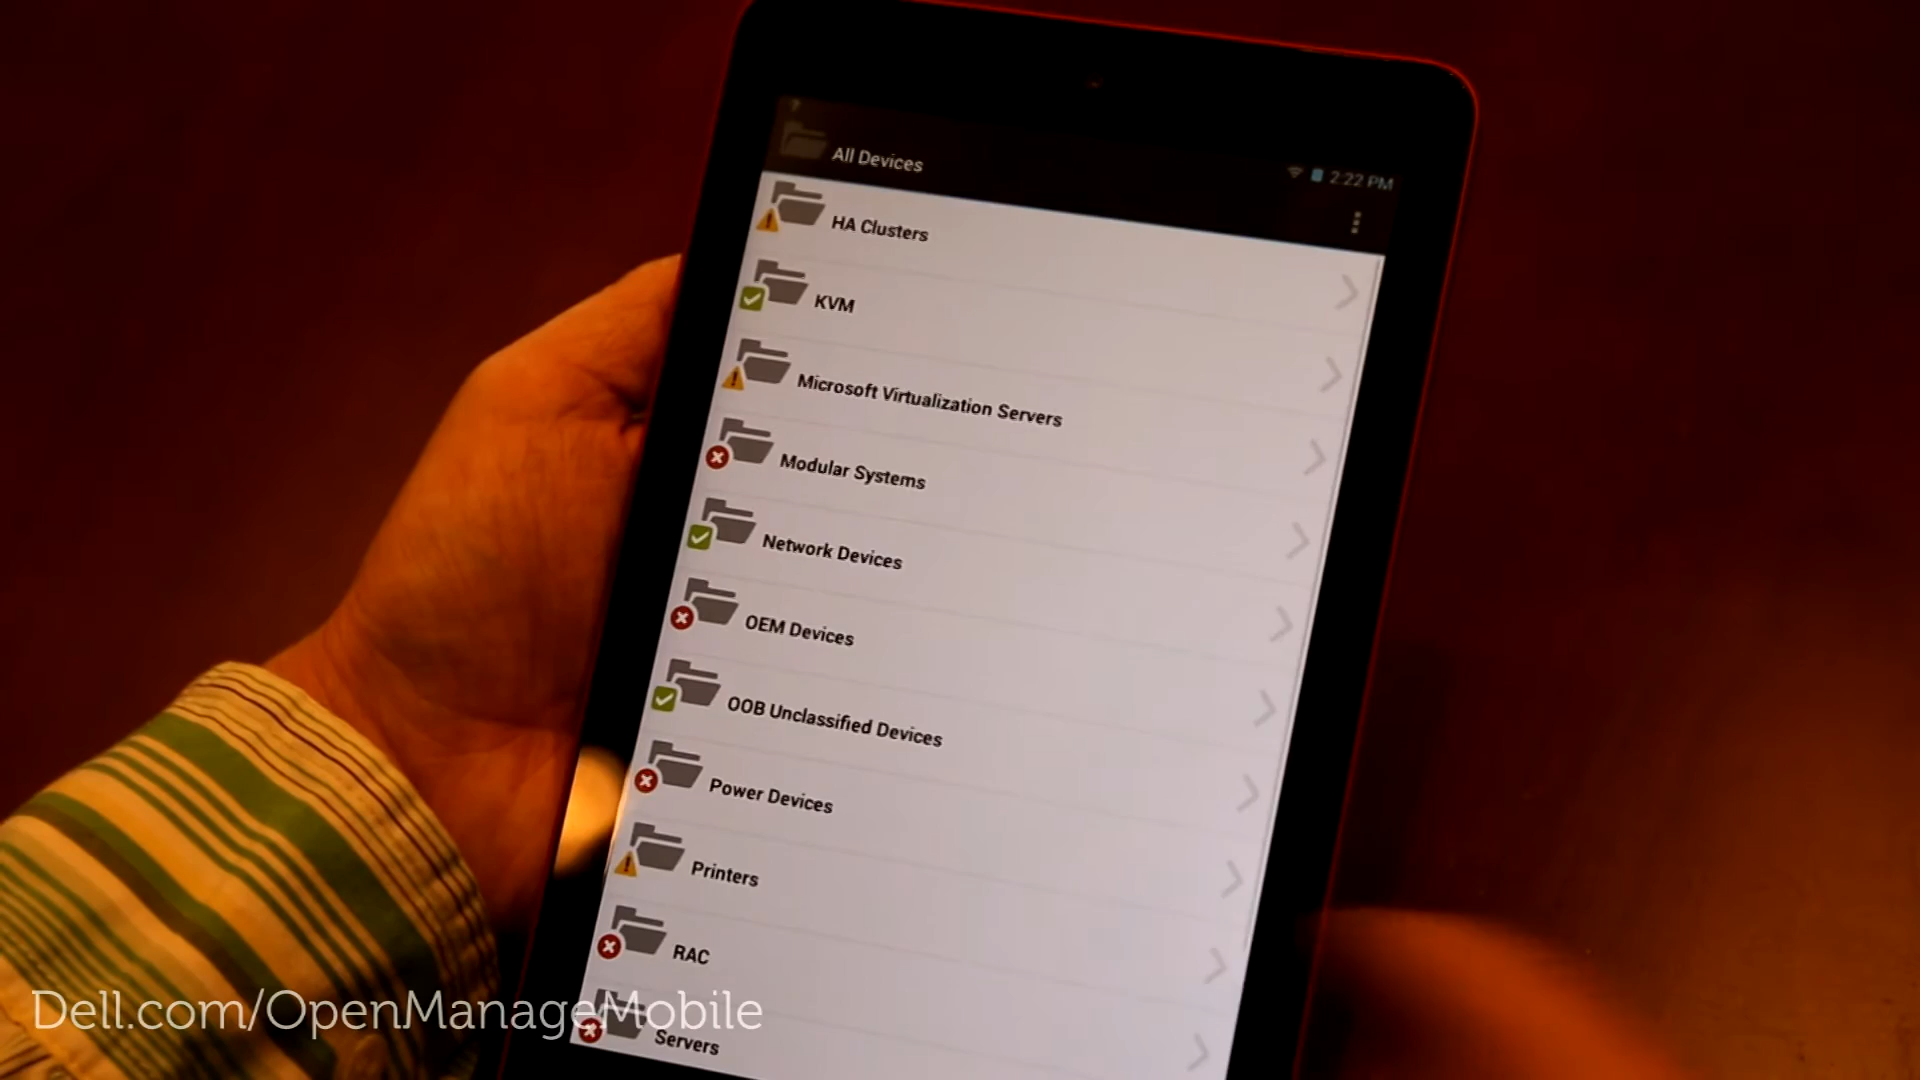 All Devices
2:22 PM
HA Clusters
KVM
Microsoft Virtualization Servers
Modular Systems
Network Devices
OEM Devices
OOB Unclassified Devices
Power Devices
Printers
RAC
Servers
Dell.com/OpenManageMobile